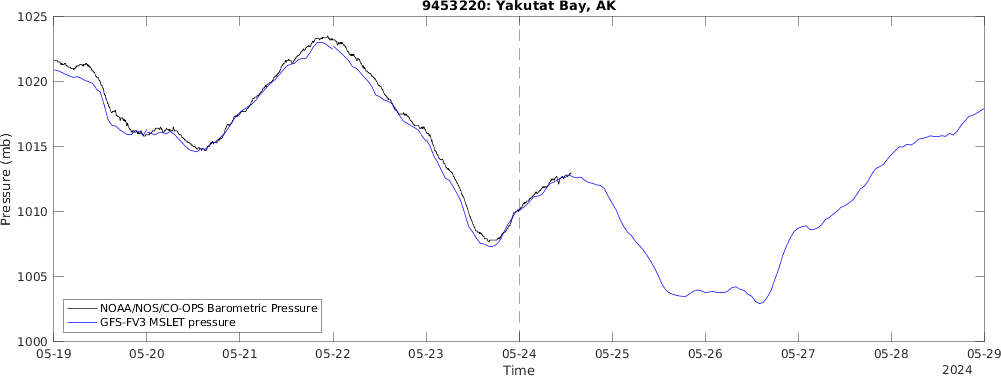 9453220: Yakutat Bay, AK
Pressure (mb)
1025
1020
1015
1010
1005
1000
NOAA/NOS/CO-OPS Barometric Pressure
GFS-FV3 MSLET pressure
05-19 05-20 05-21 05-22 05-23 05-24 05-25 05-26 05-27 05-28 05-29
Time
2024